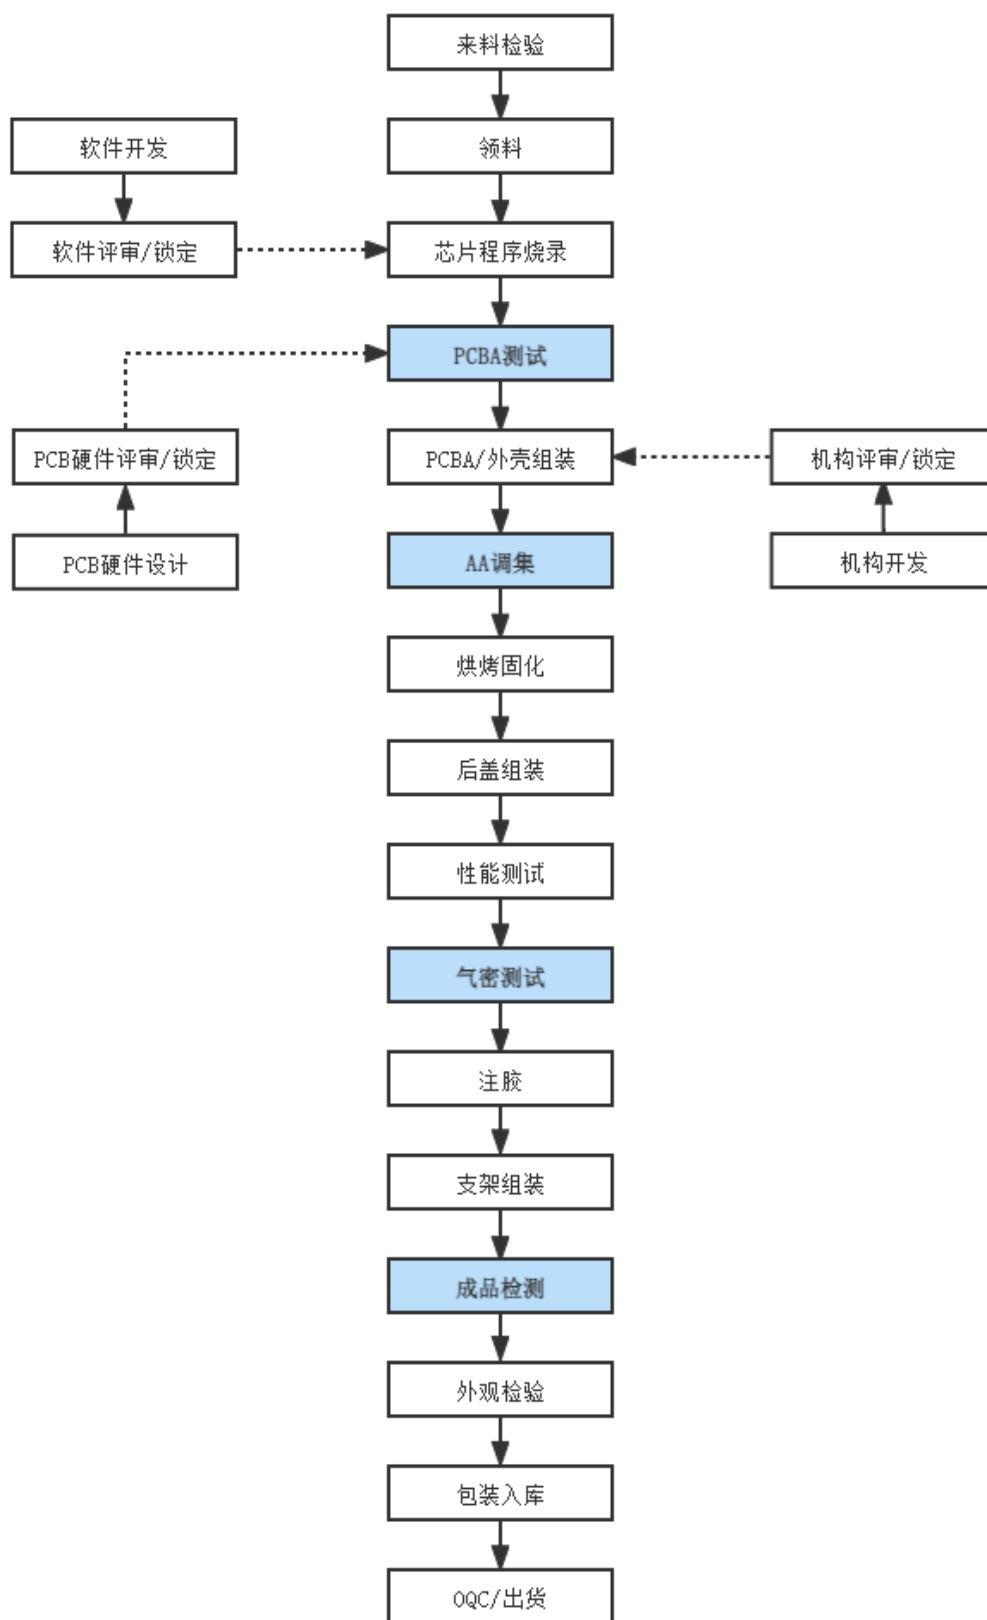 来料检验
软件开发
领料
软件评审/锁定
芯片程序烧录
PCBA测试
PCB硬件评审/锁定
PCBA/外壳组装
机构评审/锁定
PCB硬件设计
AA调集
机构开发
烘烤固化
后盖组装
性能测试
气密测试
注胶
支架组装
成品检测
外观检验
包装入库
OQC/出货